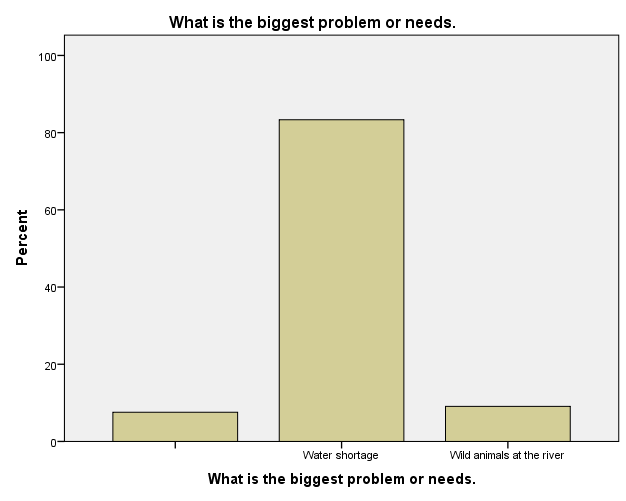 What is the biggest problem or needs.
100
80
60
40
20
0
Percent
Water shortage
Wild animals at the river
What is the biggest problem or needs.